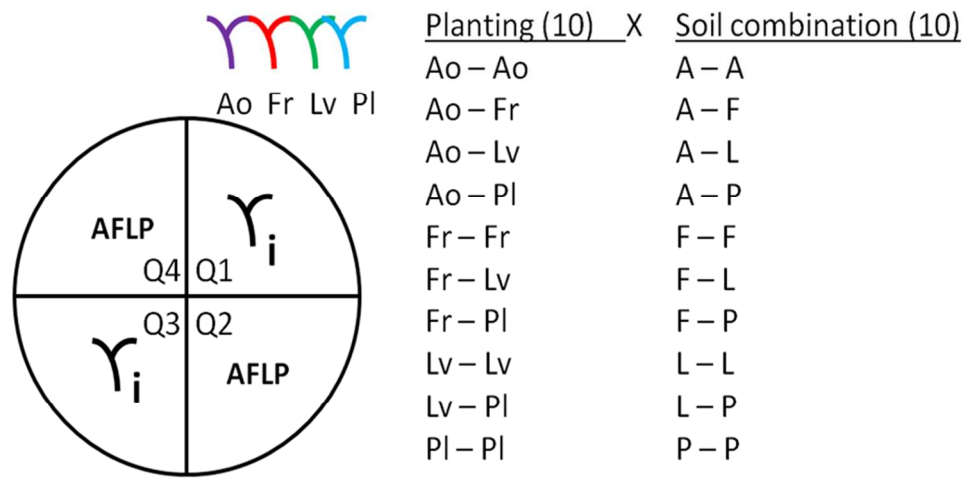 Ao Fr Lv Pl
AFLP
i
Q4 Q1
Q3 Q2
i
AFLP
Planting (10) X Soil combination (10)
Ao – Ao A – A
Ao – Fr A – F
Ao – Lv A – L
Ao – Pl A – P
Fr – Fr F – F
Fr – Lv F – L
Fr – Pl F – P
Lv – Lv L – L
Lv – Pl L – P
Pl – Pl P – P